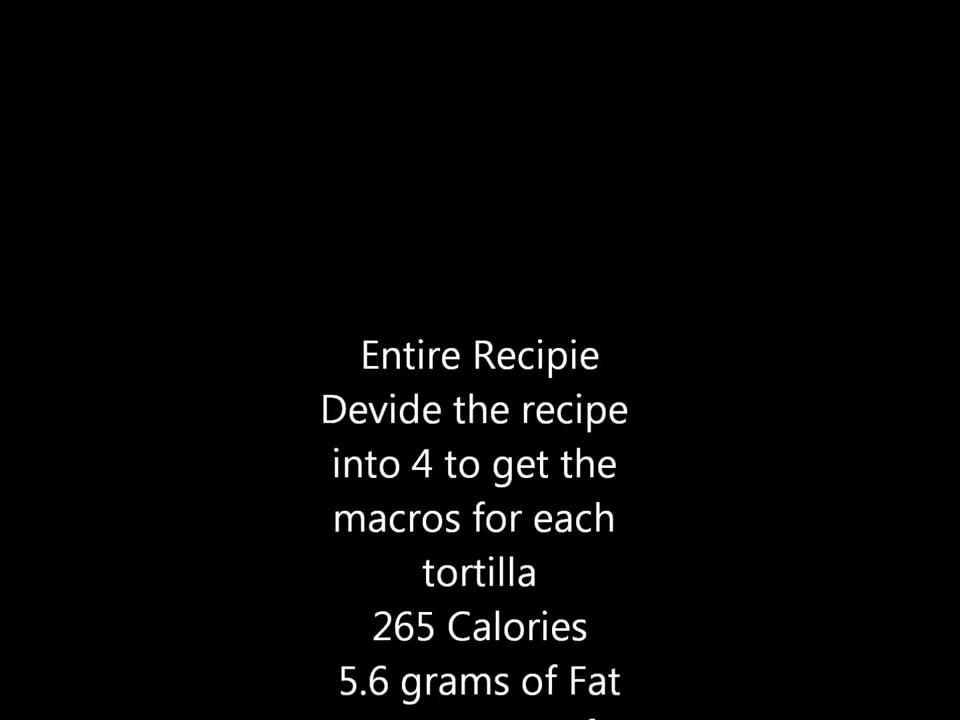 Entire Recipie
Devide the recipe
into 4 to get the
macros for each
tortilla
265 Calories
5.6 grams of Fat